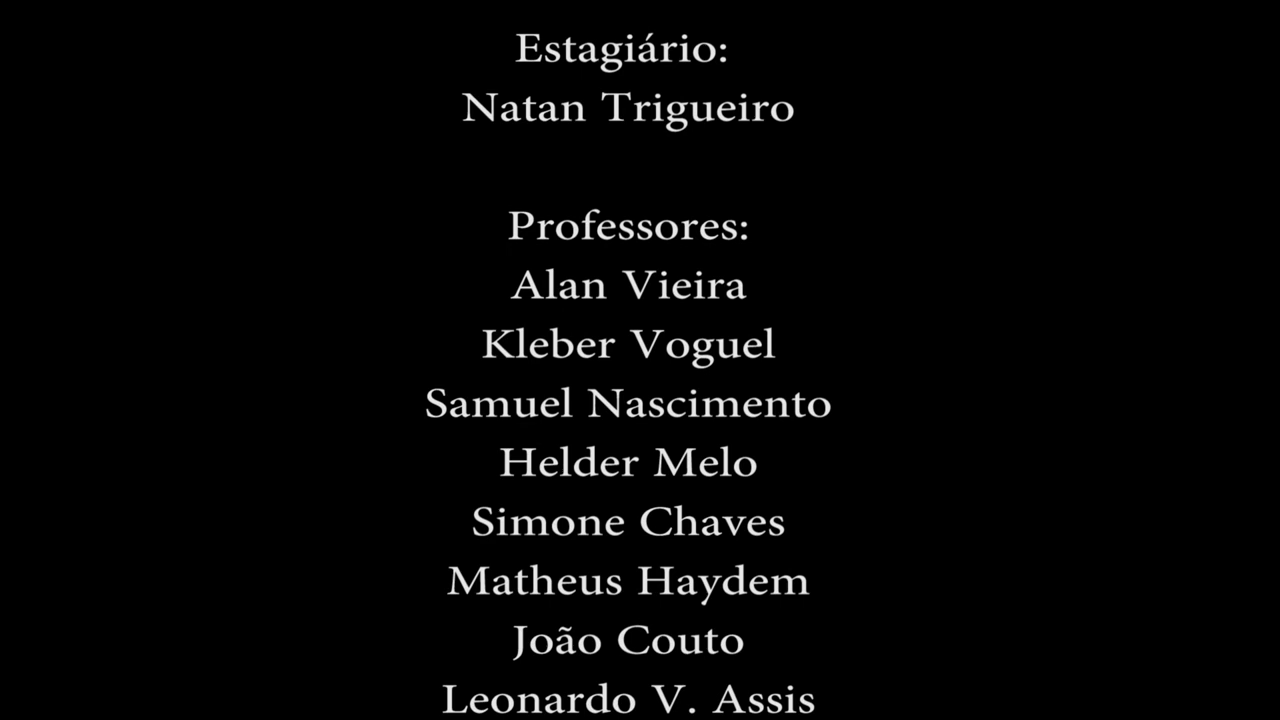 Estagiário:
Natan Trigueiro
Professores:
Alan Vieira
Kleber Voguel
Samuel Nascimento
Helder Melo
Simone Chaves
Matheus Haydem
João Couto
Leonardo V. Assis